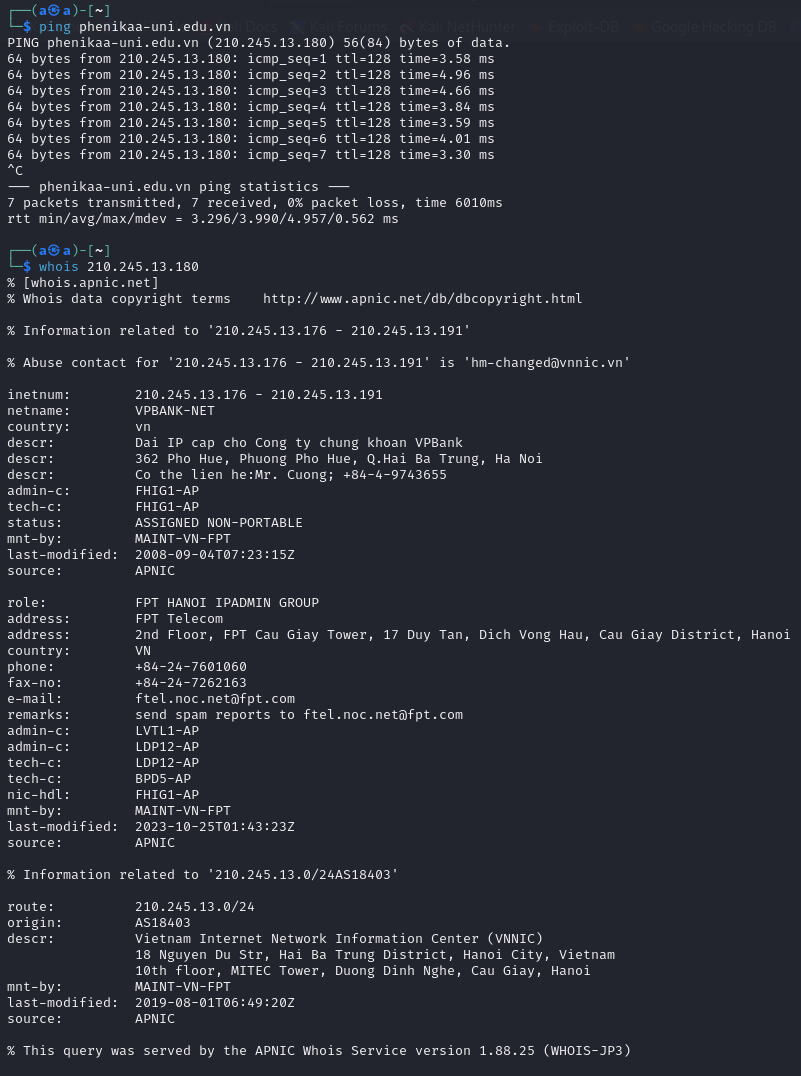 ┌──(a㉿a)-[~]
└─$ ping phenikaa-uni.edu.vn
Docs Kali Forums Kali NetHunter Exploit-DB Google Hacking DB
PING phenikaa-uni.edu.vn (210.245.13.180) 56(84) bytes of data.
64 bytes from 210.245.13.180: icmp_seq=1 ttl=128 time=3.58 ms
64 bytes from 210.245.13.180: icmp_seq=2 ttl=128 time=4.96 ms
64 bytes from 210.245.13.180: icmp_seq=3 ttl=128 time=4.66 ms
64 bytes from 210.245.13.180: icmp_seq=4 ttl=128 time=3.84 ms
64 bytes from 210.245.13.180: icmp_seq=5 ttl=128 time=3.59 ms
64 bytes from 210.245.13.180: icmp_seq=6 ttl=128 time=4.01 ms
64 bytes from 210.245.13.180: icmp_seq=7 ttl=128 time=3.30 ms
^C
--- phenikaa-uni.edu.vn ping statistics ---
7 packets transmitted, 7 received, 0% packet loss, time 6010ms
rtt min/avg/max/mdev = 3.296/3.990/4.957/0.562 ms
┌──(a㉿a)-[~]
└─$ whois 210.245.13.180
% [whois.apnic.net]
% Whois data copyright terms    http://www.apnic.net/db/dbcopyright.html
% Information related to '210.245.13.176 - 210.245.13.191'
% Abuse contact for '210.245.13.176 - 210.245.13.191' is 'hm-changed@vnnic.vn'
inetnum:        210.245.13.176 - 210.245.13.191
netname:        VPBANK-NET
country:        vn
descr:          Dai IP cap cho Cong ty chung khoan VPBank
descr:          362 Pho Hue, Phuong Pho Hue, Q.Hai Ba Trung, Ha Noi
descr:          Co the lien he:Mr. Cuong; +84-4-9743655
admin-c:        FHIG1-AP
tech-c:         FHIG1-AP
status:         ASSIGNED NON-PORTABLE
mnt-by:         MAINT-VN-FPT
last-modified:  2008-09-04T07:23:15Z
source:         APNIC
role:           FPT HANOI IPADMIN GROUP
address:        FPT Telecom
address:        2nd Floor, FPT Cau Giay Tower, 17 Duy Tan, Dich Vong Hau, Cau Giay District, Hanoi
country:        VN
phone:          +84-24-7601060
fax-no:         +84-24-7262163
e-mail:         ftel.noc.net@fpt.com
remarks:        send spam reports to ftel.noc.net@fpt.com
admin-c:        LVTL1-AP
admin-c:        LDP12-AP
tech-c:         LDP12-AP
tech-c:         BPD5-AP
nic-hdl:        FHIG1-AP
mnt-by:         MAINT-VN-FPT
last-modified:  2023-10-25T01:43:23Z
source:         APNIC
% Information related to '210.245.13.0/24AS18403'
route:          210.245.13.0/24
origin:         AS18403
descr:          Vietnam Internet Network Information Center (VNNIC)
                18 Nguyen Du Str, Hai Ba Trung District, Hanoi City, Vietnam
                10th floor, MITEC Tower, Duong Dinh Nghe, Cau Giay, Hanoi
mnt-by:         MAINT-VN-FPT
last-modified:  2019-08-01T06:49:20Z
source:         APNIC
% This query was served by the APNIC Whois Service version 1.88.25 (WHOIS-JP3)